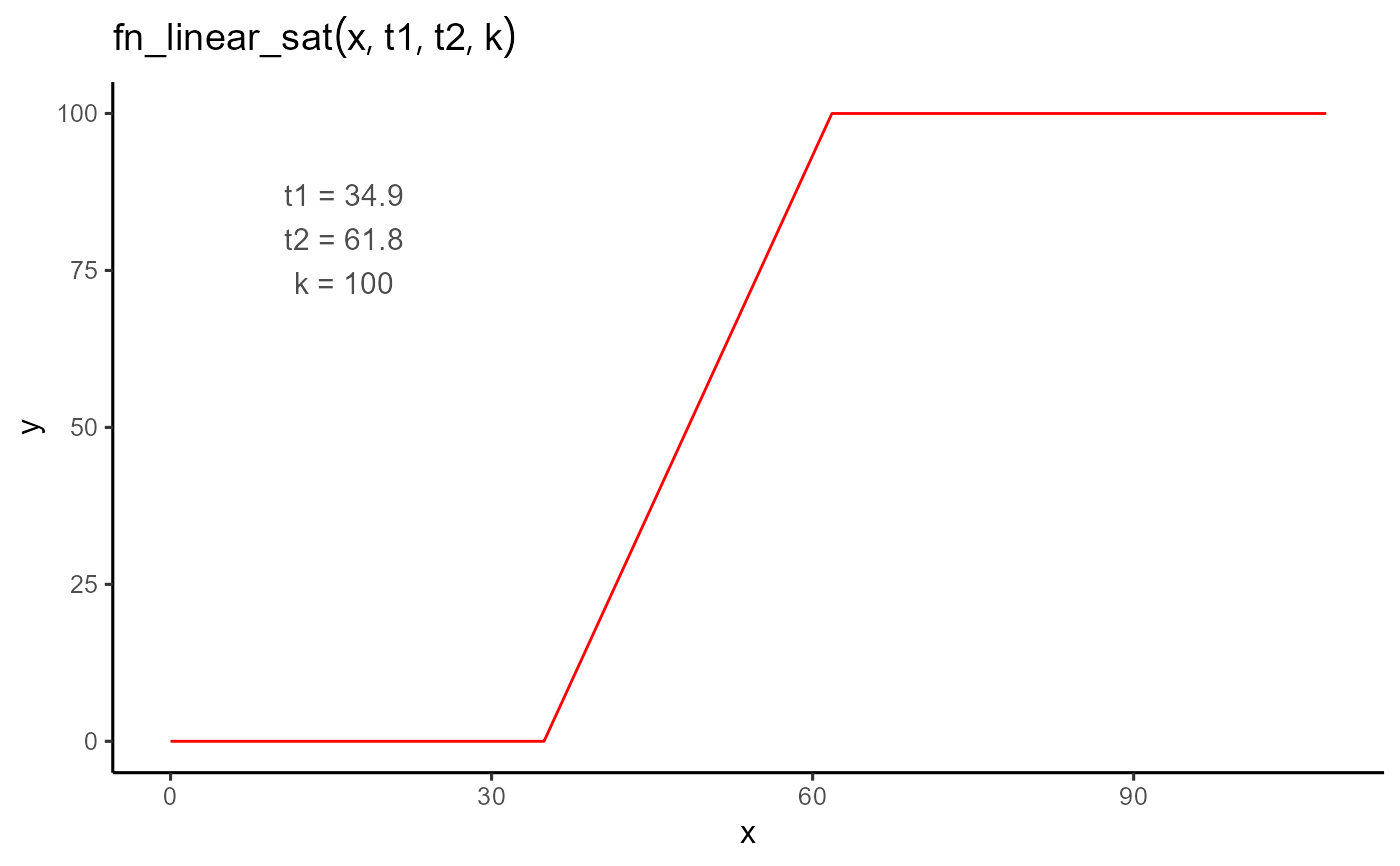 fn_linear_sat(x, t1, t2, k)
100
75
50
25
0
y
t1 = 34.9
t2 = 61.8
k = 100
0
30
60
90
x